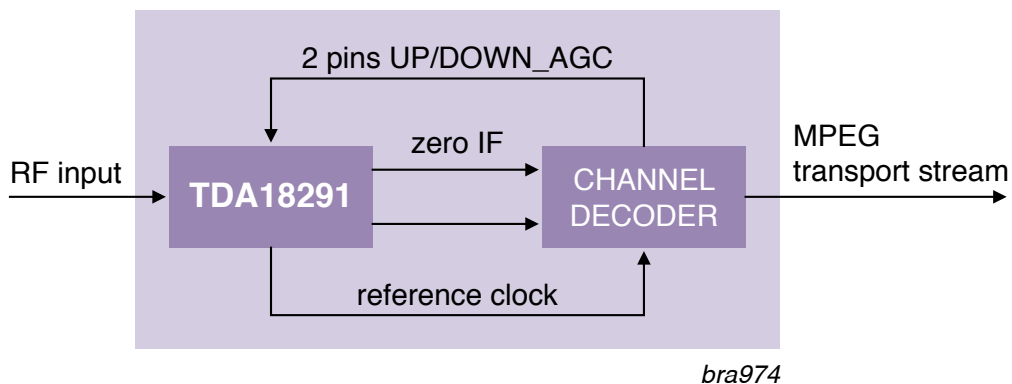 2 pins UP/DOWN_AGC
RF input
TDA18291
zero IF
CHANNEL
DECODER
MPEG
transport stream
reference clock
bra974